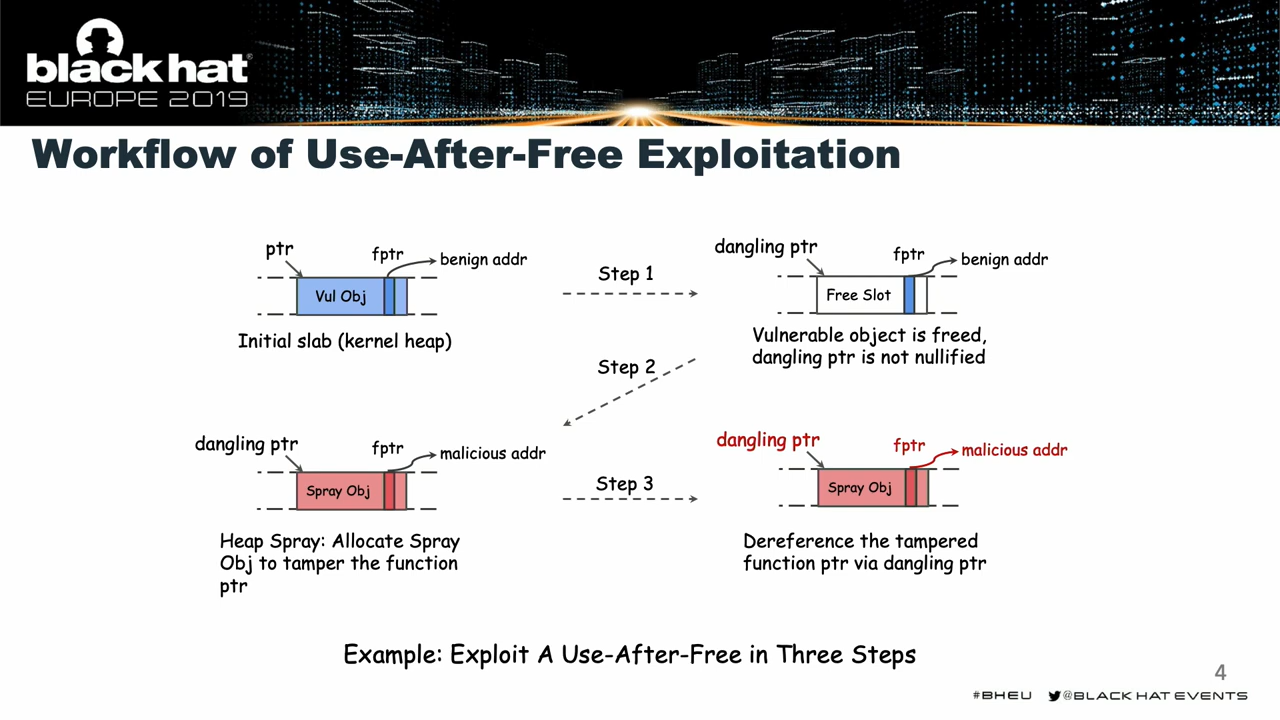 black hat
EUROPE 2019
Workflow of Use-After-Free Exploitation
ptr
fptr
benign addr
Vul Obj
Initial slab (kernel heap)
Step 1
dangling ptr
fptr
benign addr
Free Slot
Vulnerable object is freed,
dangling ptr is not nullified
Step 2
dangling ptr
fptr
malicious addr
Spray Obj
Heap Spray: Allocate Spray
Obj to tamper the function
ptr
Step 3
dangling ptr
fptr
malicious addr
Spray Obj
Dereference the tampered
function ptr via dangling ptr
Example: Exploit A Use-After-Free in Three Steps
4
#BHEU @BLACK HAT EVENTS